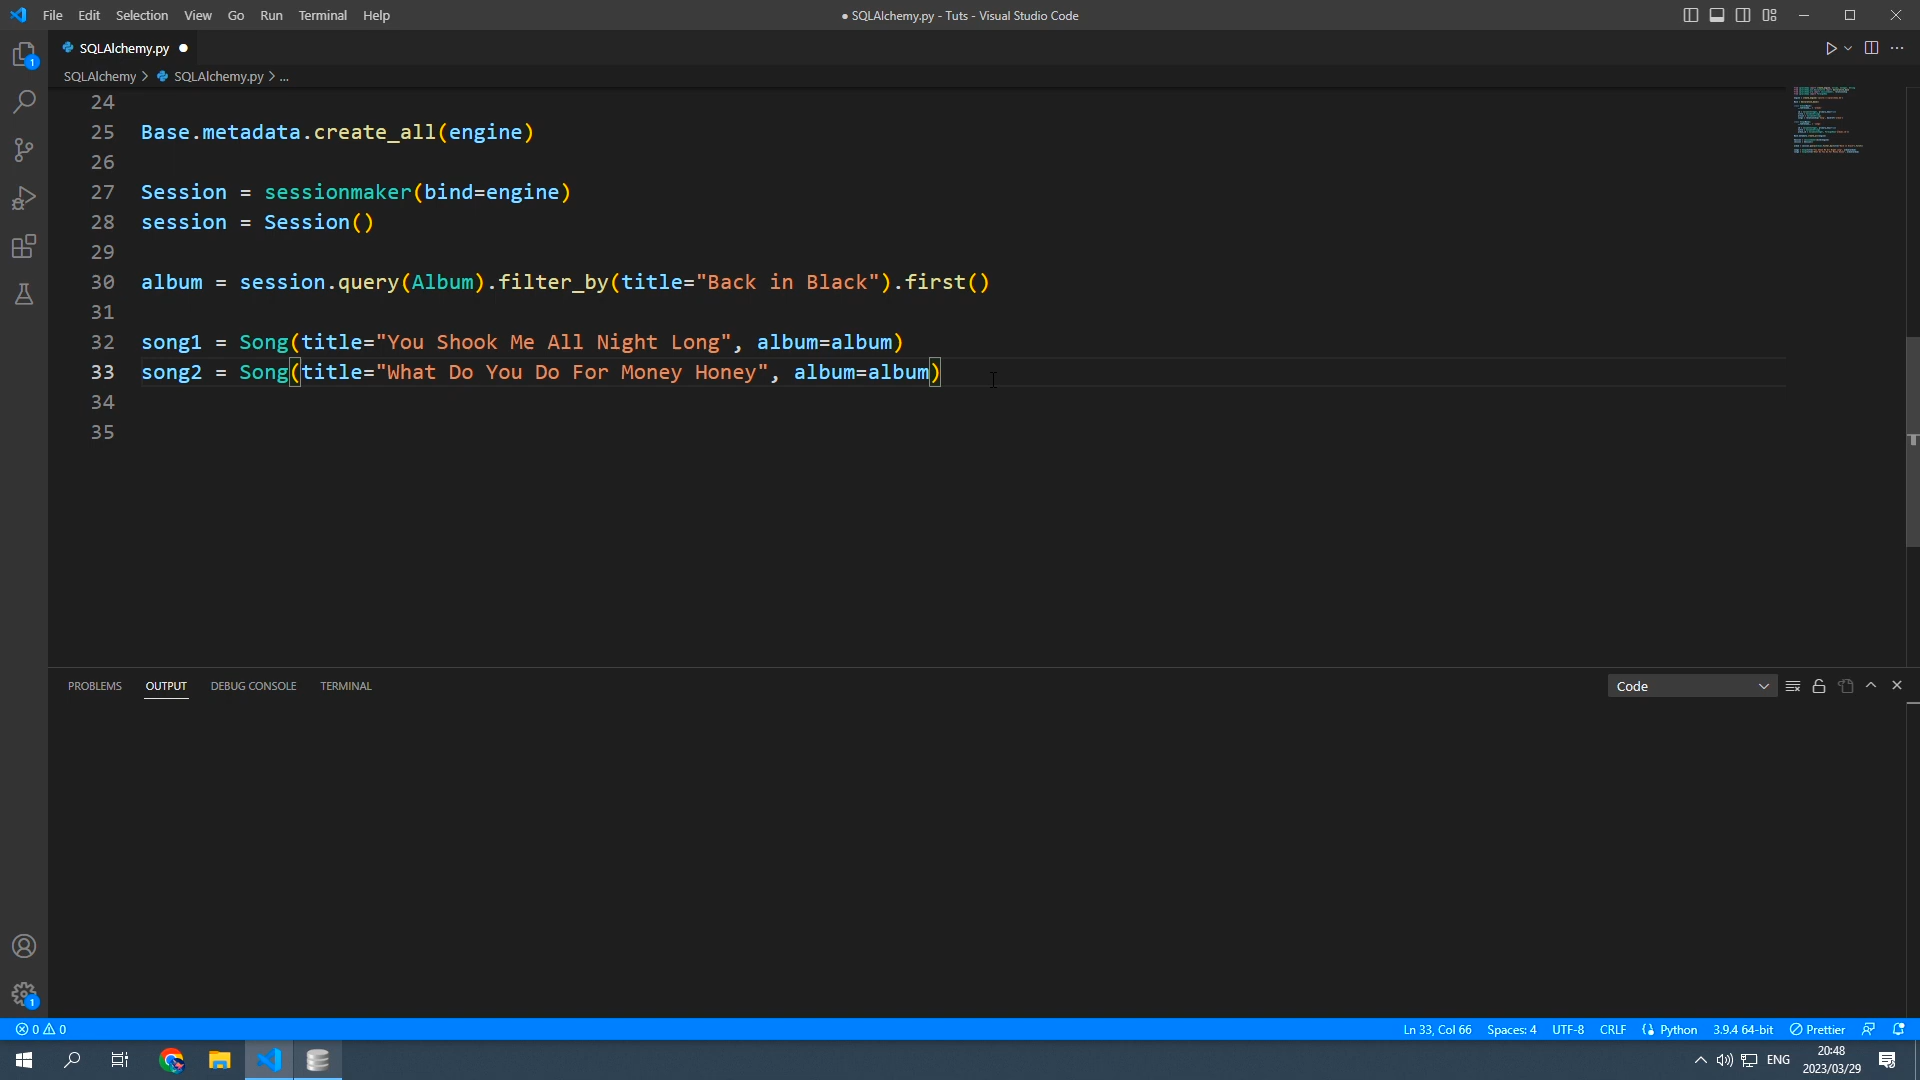 File Edit Selection View Go Run Terminal Help
● SQLAlchemy.py - Tuts - Visual Studio Code
SQLAlchemy.py ●
SQLAlchemy > SQLAlchemy.py > ...
24
25 Base.metadata.create_all(engine)
26
27 Session = sessionmaker(bind=engine)
28 session = Session()
29
30 album = session.query(Album).filter_by(title="Back in Black").first()
31
32 song1 = Song(title="You Shook Me All Night Long", album=album)
33 song2 = Song(title="What Do You Do For Money Honey", album=album)
34
35
PROBLEMS OUTPUT DEBUG CONSOLE TERMINAL
Code
1
1
0 0
Ln 33, Col 66 Spaces: 4 UTF-8 CRLF Python 3.9.4 64-bit Prettier
ENG
20:48
2023/03/29